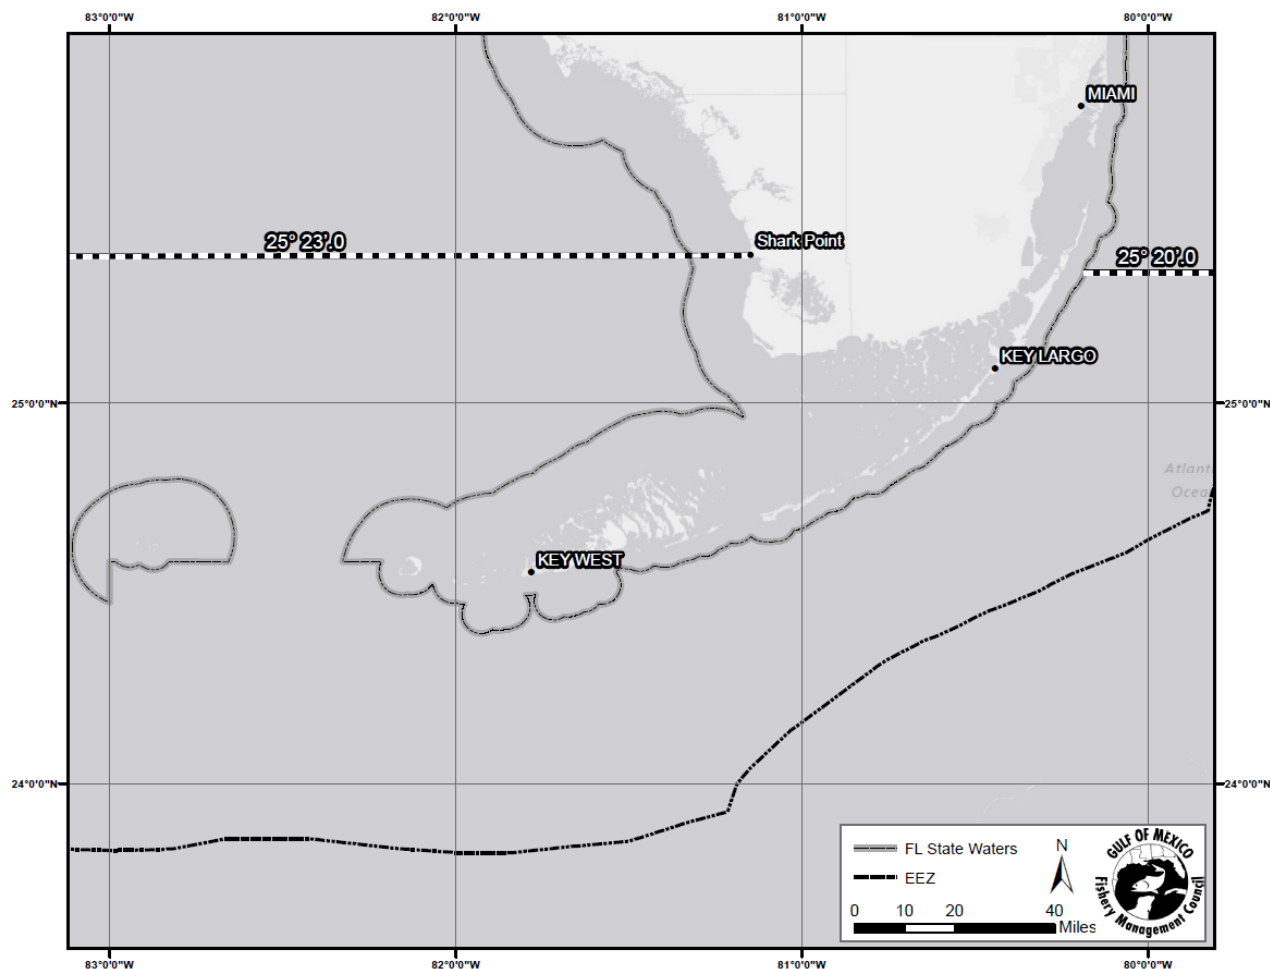 83°0'0"W 82°0'0"W 81°0'0"W 80°0'0"W
MIAMI
25° 23'.0
Shark Point
25° 20'.0
KEY LARGO
25°0'0"N 25°0'0"N
Atlant
Ocea
KEY WEST
24°0'0"N 24°0'0"N
FL State Waters
EEZ
N
0 10 20 40
Miles
GULF OF MEXICO
Fishery Management Council
83°0'0"W 82°0'0"W 81°0'0"W 80°0'0"W